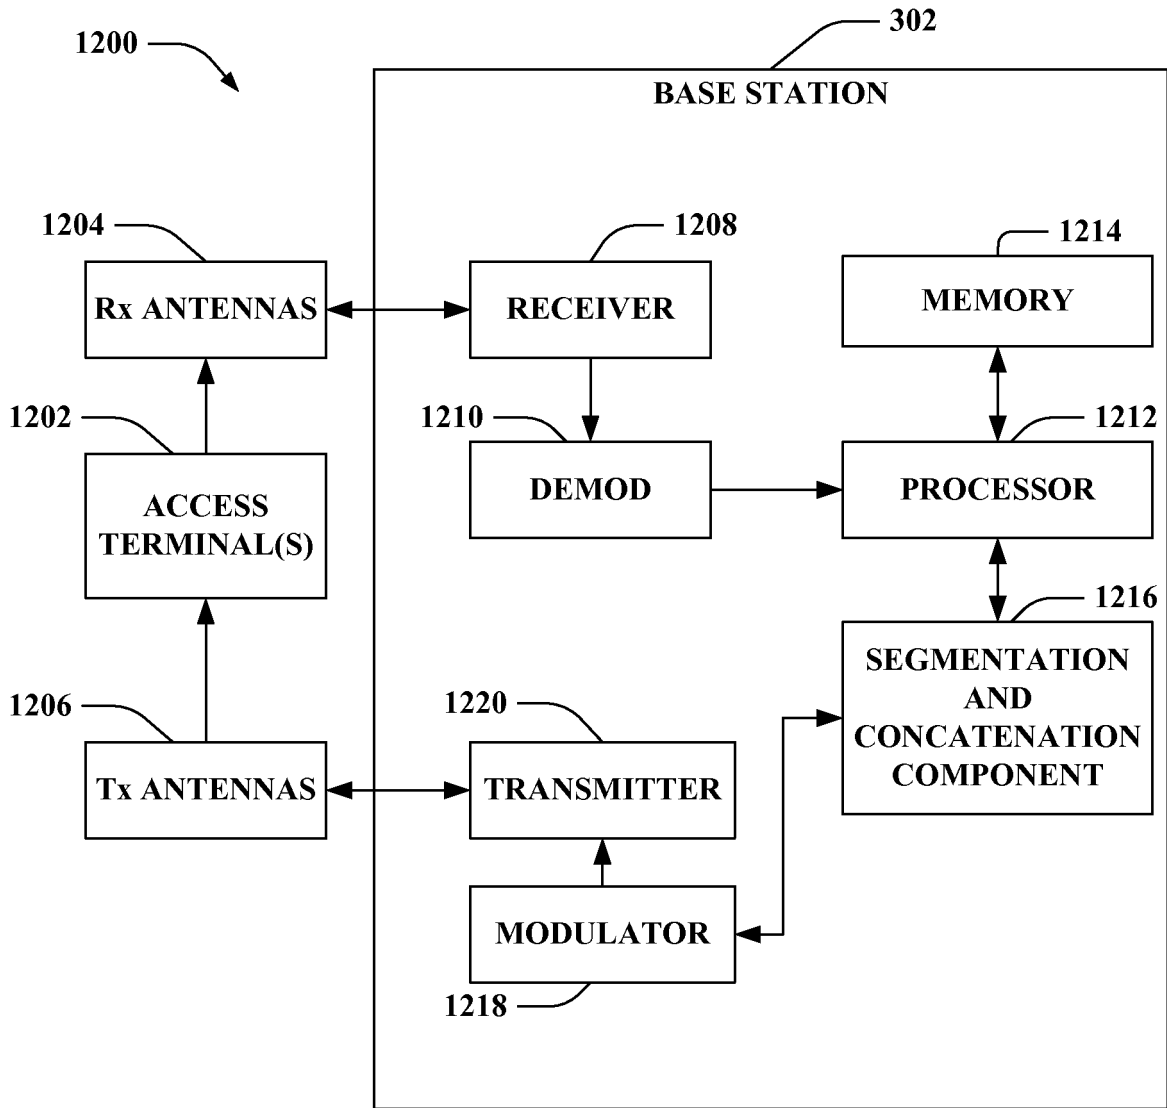 1200
302
BASE STATION
1204
1208
1214
Rx ANTENNAS
RECEIVER
MEMORY
1202
1210
1212
ACCESS
TERMINAL(S)
DEMOD
PROCESSOR
1216
SEGMENTATION
AND
CONCATENATION
COMPONENT
1206
1220
Tx ANTENNAS
TRANSMITTER
MODULATOR
1218